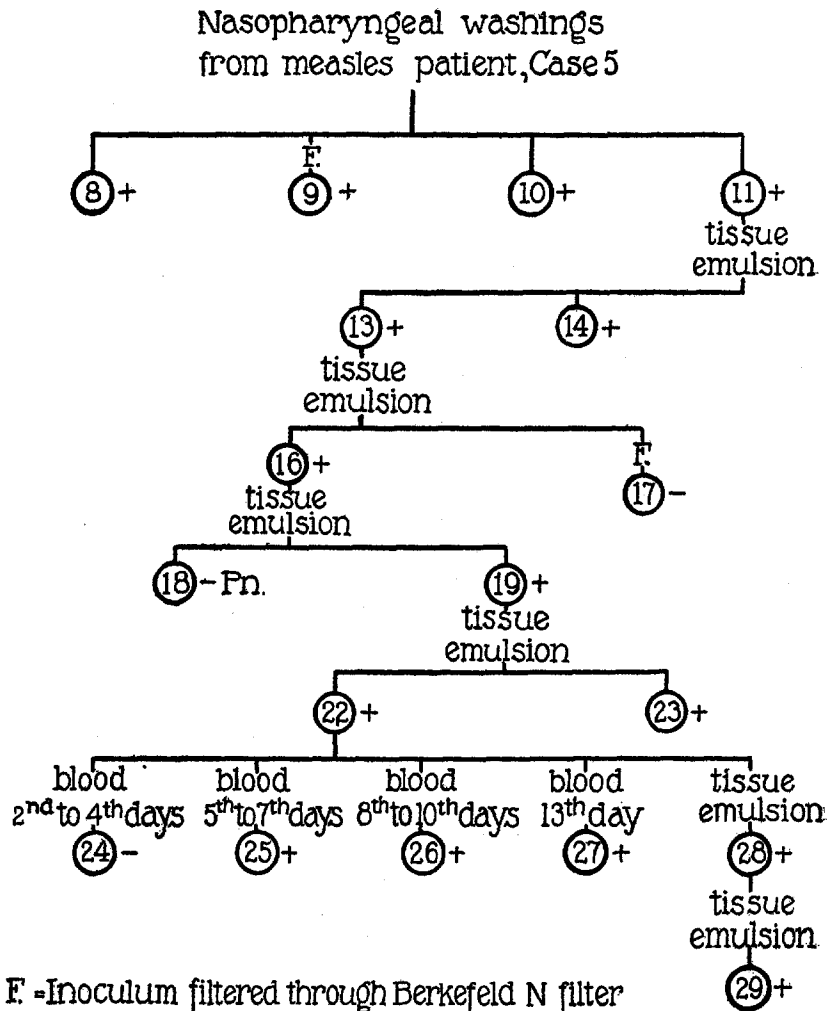 Nasopharyngeal washings
from measles patient, Case 5
F.
8 + 9 + 10 + 11 +
tissue
emulsion
13 + 14 +
tissue
emulsion
F.
16 + 17 -
tissue
emulsion
18 - Pn. 19 +
tissue
emulsion
22 + 23 +
blood blood blood blood tissue
2nd to 4th days 5th to 7th days 8th to 10th days 13th day emulsion
24 - 25 + 26 + 27 + 28 +
tissue
emulsion
29 +
F. = Inoculum filtered through Berkefeld N filter